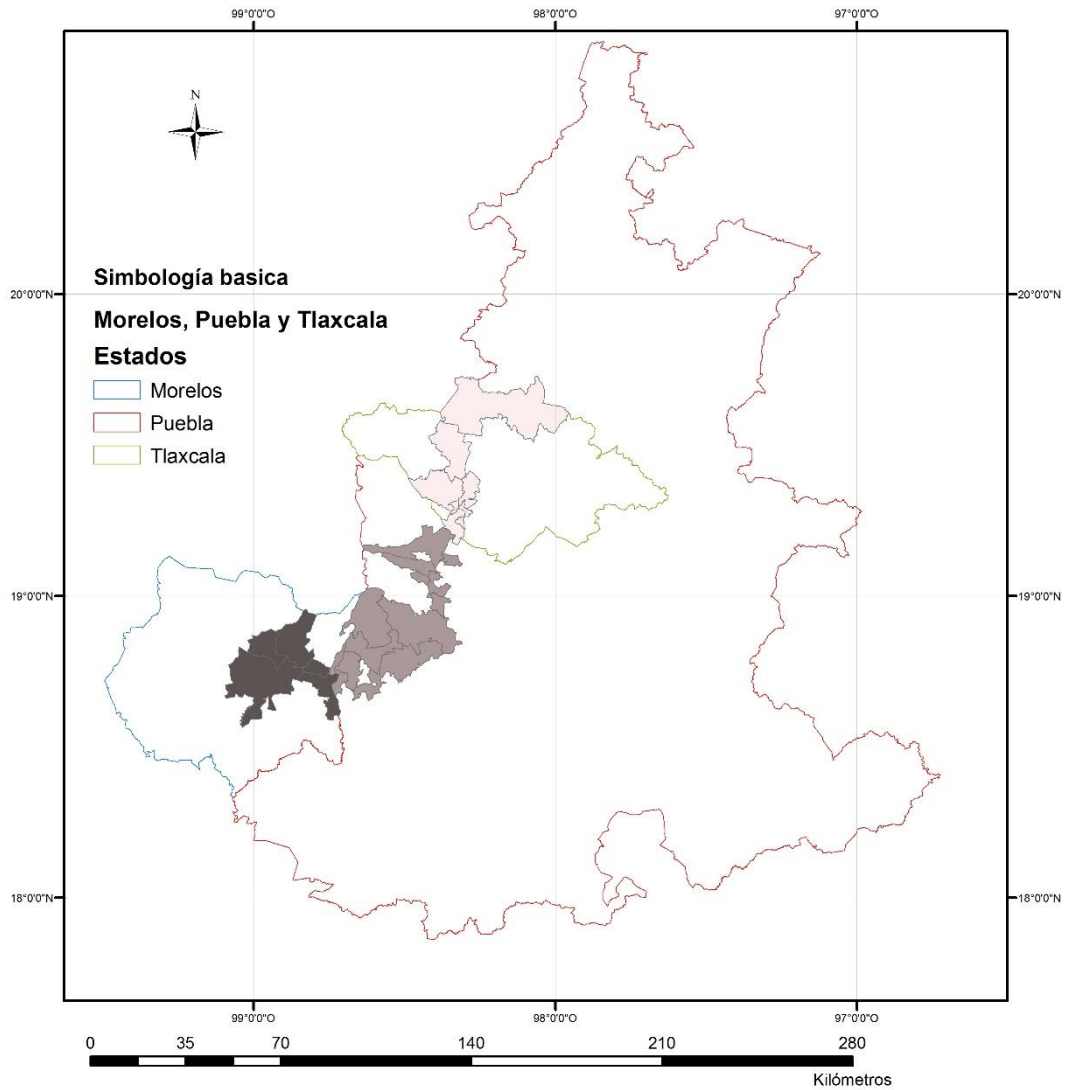 99°0'0"O 98°0'0"O 97°0'0"O
N
Simbología basica
20°0'0"N 20°0'0"N
Morelos, Puebla y Tlaxcala
Estados
Morelos
Puebla
Tlaxcala
19°0'0"N 19°0'0"N
18°0'0"N 18°0'0"N
99°0'0"O 98°0'0"O 97°0'0"O
0 35 70 140 210 280
Kilómetros